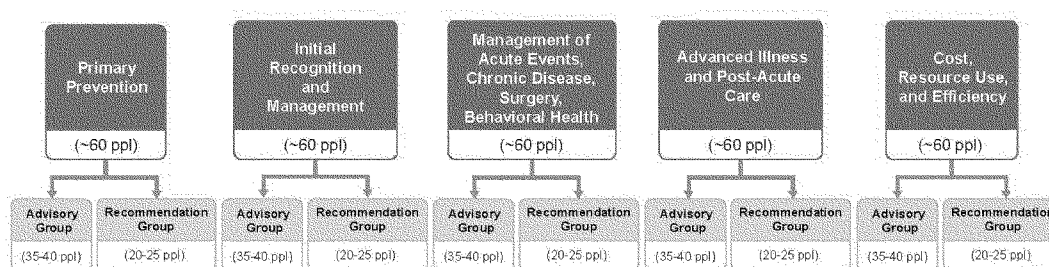 Primary
Prevention
(~60 ppl)
Initial
Recognition
and
Management
(~60 ppl)
Management of
Acute Events,
Chronic Disease,
Surgery,
Behavioral Health
(~60 ppl)
Advanced Illness
and Post-Acute
Care
(~60 ppl)
Cost,
Resource Use,
and Efficiency
(~60 ppl)
Advisory
Group
(35-40 ppl)
Recommendation
Group
(20-25 ppl)
Advisory
Group
(35-40 ppl)
Recommendation
Group
(20-25 ppl)
Advisory
Group
(35-40 ppl)
Recommendation
Group
(20-25 ppl)
Advisory
Group
(35-40 ppl)
Recommendation
Group
(20-25 ppl)
Advisory
Group
(35-40 ppl)
Recommendation
Group
(20-25 ppl)